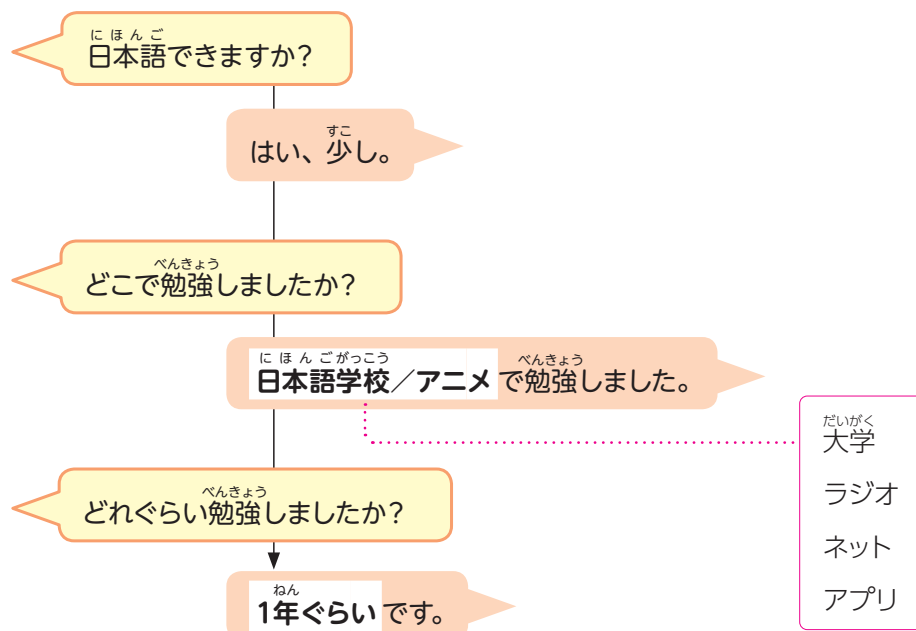 にほんご
日本語できますか？
すこ
はい、少し。
べんきょう
どこで勉強しましたか？
にほんごがっこう べんきょう
日本語学校／アニメで勉強しました。
だいがく
大学
ラジオ
ネット
アプリ
べんきょう
どれぐらい勉強しましたか？
ねん
1年ぐらいです。